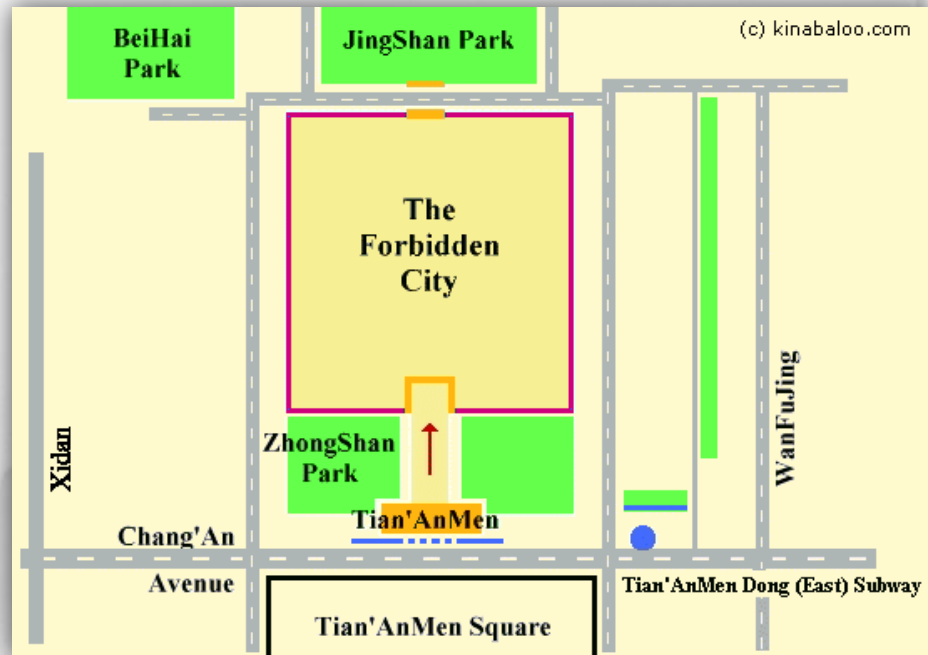 BeiHai
Park
JingShan Park
(c) kinabaloo.com
The
Forbidden
City
WanFuJing
Xidan
ZhongShan
Park
Tian'AnMen
Chang'An
Avenue
Tian'AnMen Dong (East) Subway
Tian'AnMen Square